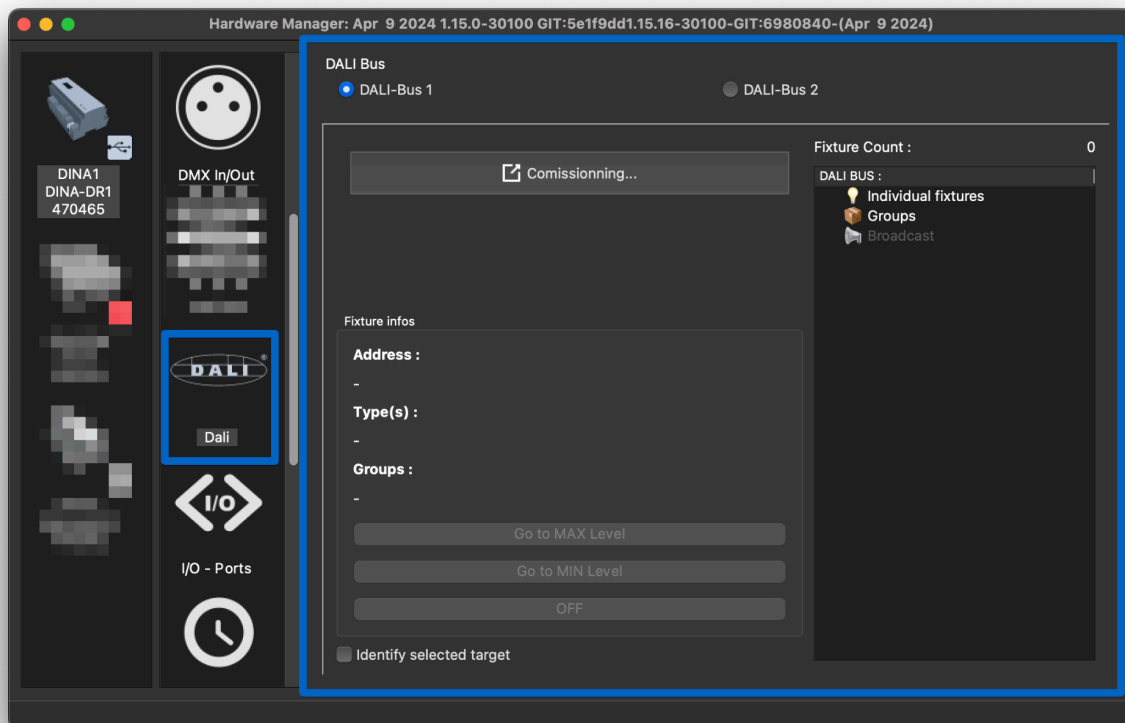 Hardware Manager: Apr  9 2024 1.15.0-30100 GIT:5e1f9dd1.15.16-30100-GIT:6980840-(Apr  9 2024)
DINA1
DINA-DR1
470465
DMX In/Out
DALI®
Dali
I/O
I/O - Ports
DALI Bus
DALI-Bus 1
DALI-Bus 2
Comissionning...
Fixture Count :
0
DALI BUS :
Individual fixtures
Groups
Broadcast
Fixture infos
Address :
-
Type(s) :
-
Groups :
-
Go to MAX Level
Go to MIN Level
OFF
Identify selected target